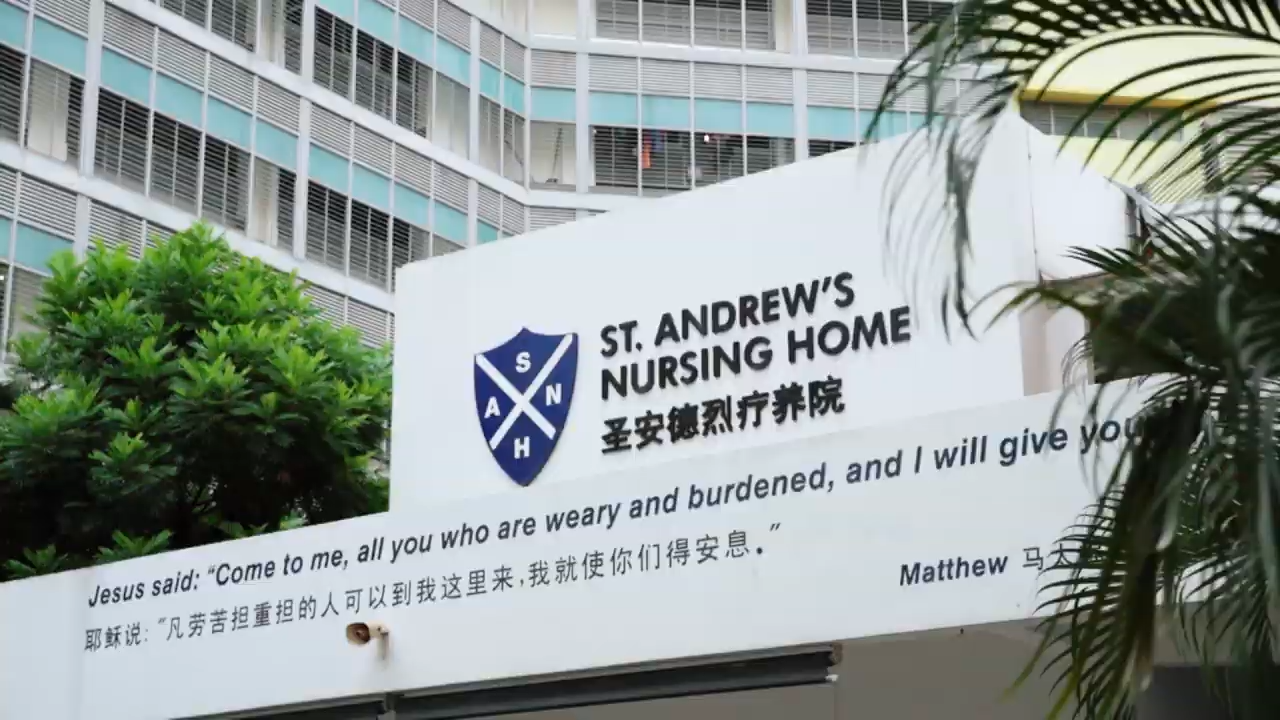 S
A N
H
ST. ANDREW'S
NURSING HOME
圣安德烈疗养院
Jesus said: "Come to me, all you who are weary and burdened, and I will give you
耶稣说: "凡劳苦担重担的人可以到我这里来,我就使你们得安息."
Matthew 马太